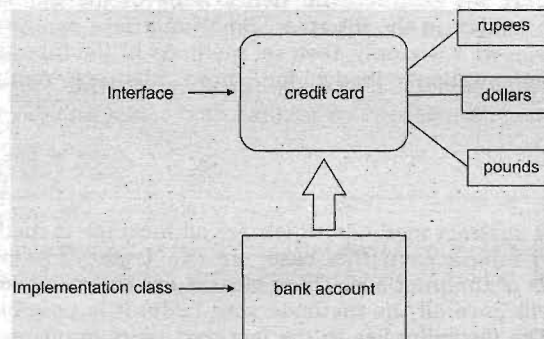 rupees
Interface
credit card
dollars
pounds
Implementation class
bank account